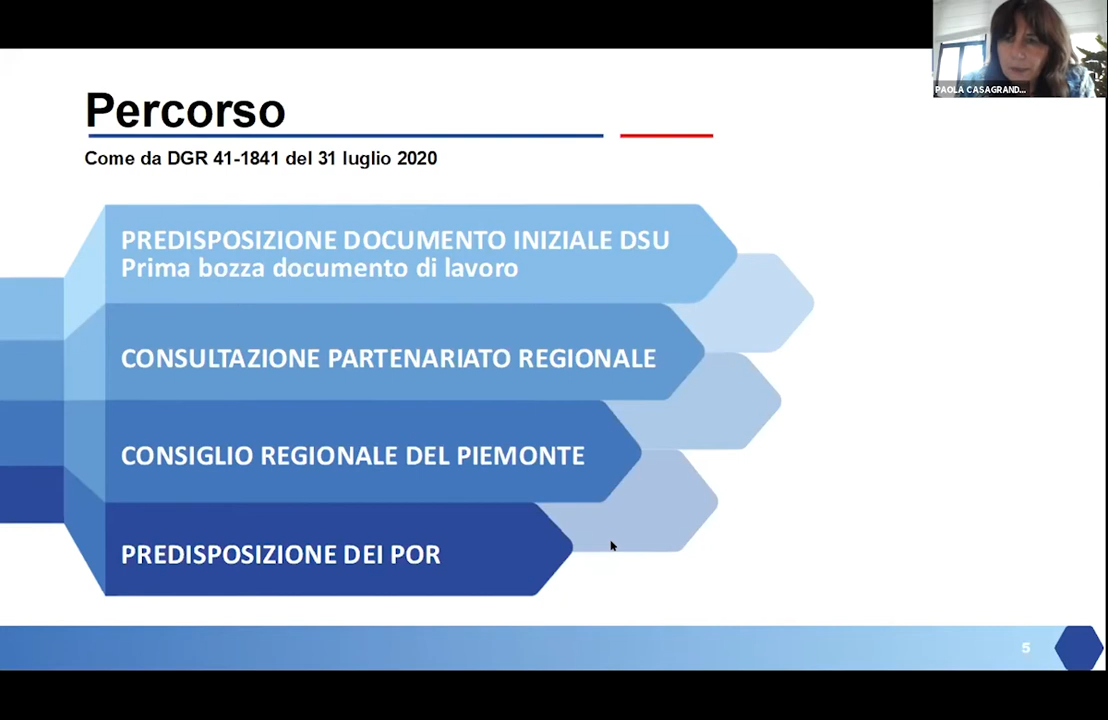 PAOLA CASAGRAND...
Percorso
Come da DGR 41-1841 del 31 luglio 2020
PREDISPOSIZIONE DOCUMENTO INIZIALE DSU
Prima bozza documento di lavoro
CONSULTAZIONE PARTENARIATO REGIONALE
CONSIGLIO REGIONALE DEL PIEMONTE
PREDISPOSIZIONE DEI POR
5